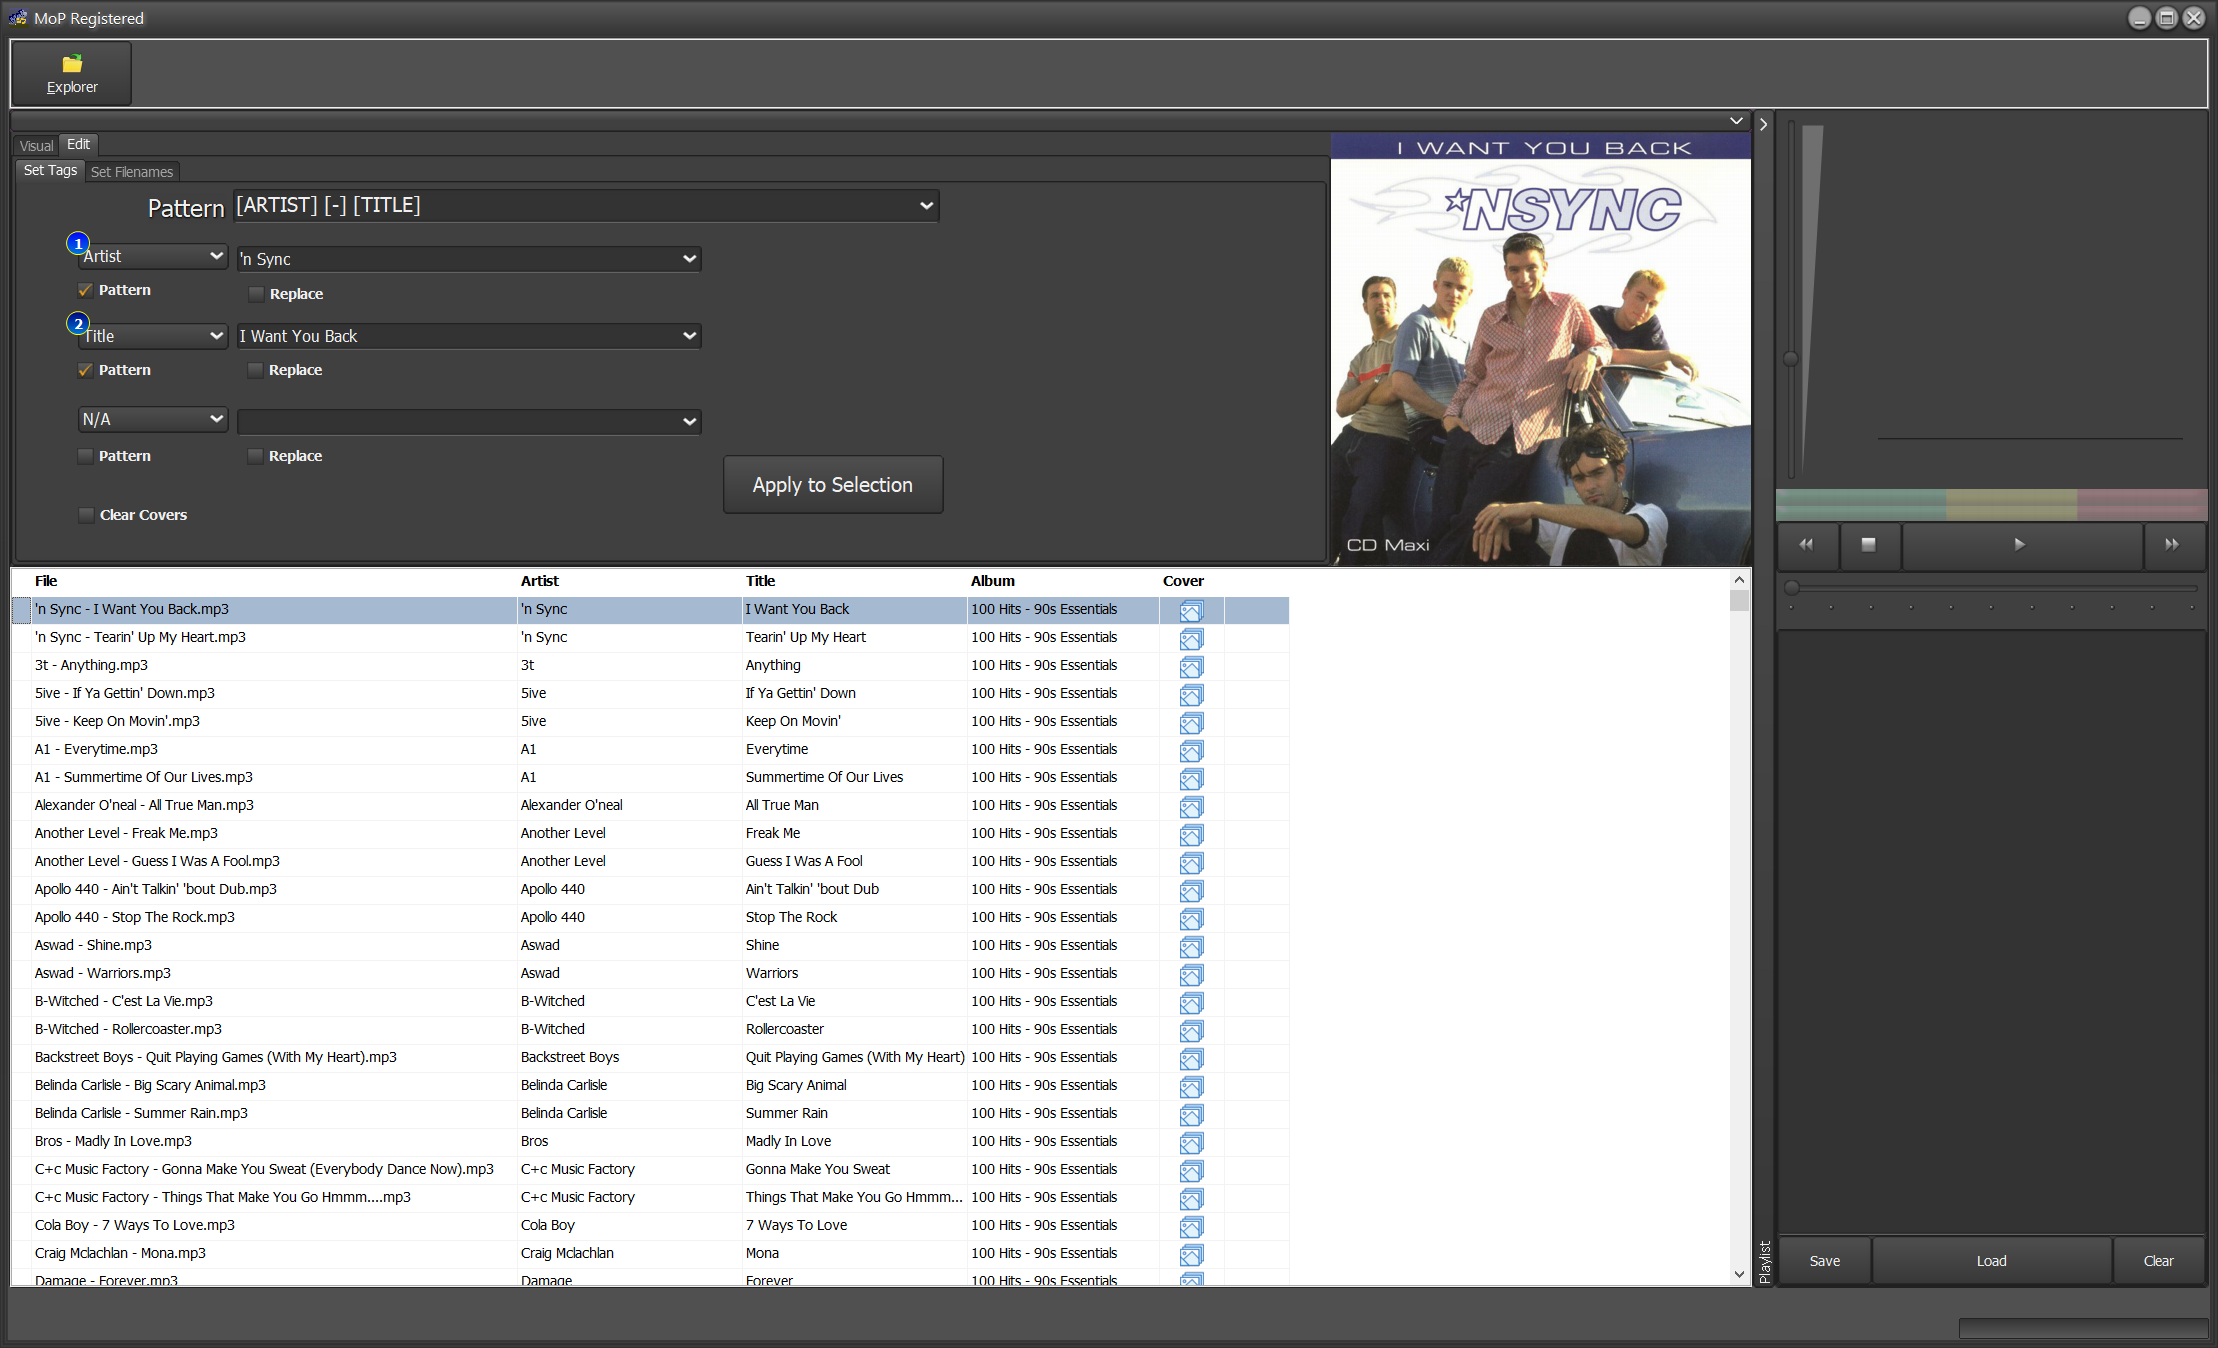 MoP Registered
Explorer
Visual Edit
Set Tags Set Filenames
Pattern [ARTIST] [-] [TITLE]
1
Artist 'n Sync
Pattern Replace
2
Title I Want You Back
Pattern Replace
N/A
Pattern Replace
Apply to Selection
Clear Covers
I WANT YOU BACK
*NSYNC
CD Maxi
File Artist Title Album Cover
'n Sync - I Want You Back.mp3 'n Sync I Want You Back 100 Hits - 90s Essentials
'n Sync - Tearin' Up My Heart.mp3 'n Sync Tearin' Up My Heart 100 Hits - 90s Essentials
3t - Anything.mp3 3t Anything 100 Hits - 90s Essentials
5ive - If Ya Gettin' Down.mp3 5ive If Ya Gettin' Down 100 Hits - 90s Essentials
5ive - Keep On Movin'.mp3 5ive Keep On Movin' 100 Hits - 90s Essentials
A1 - Everytime.mp3 A1 Everytime 100 Hits - 90s Essentials
A1 - Summertime Of Our Lives.mp3 A1 Summertime Of Our Lives 100 Hits - 90s Essentials
Alexander O'neal - All True Man.mp3 Alexander O'neal All True Man 100 Hits - 90s Essentials
Another Level - Freak Me.mp3 Another Level Freak Me 100 Hits - 90s Essentials
Another Level - Guess I Was A Fool.mp3 Another Level Guess I Was A Fool 100 Hits - 90s Essentials
Apollo 440 - Ain't Talkin' 'bout Dub.mp3 Apollo 440 Ain't Talkin' 'bout Dub 100 Hits - 90s Essentials
Apollo 440 - Stop The Rock.mp3 Apollo 440 Stop The Rock 100 Hits - 90s Essentials
Aswad - Shine.mp3 Aswad Shine 100 Hits - 90s Essentials
Aswad - Warriors.mp3 Aswad Warriors 100 Hits - 90s Essentials
B-Witched - C'est La Vie.mp3 B-Witched C'est La Vie 100 Hits - 90s Essentials
B-Witched - Rollercoaster.mp3 B-Witched Rollercoaster 100 Hits - 90s Essentials
Backstreet Boys - Quit Playing Games (With My Heart).mp3 Backstreet Boys Quit Playing Games (With My Heart) 100 Hits - 90s Essentials
Belinda Carlisle - Big Scary Animal.mp3 Belinda Carlisle Big Scary Animal 100 Hits - 90s Essentials
Belinda Carlisle - Summer Rain.mp3 Belinda Carlisle Summer Rain 100 Hits - 90s Essentials
Bros - Madly In Love.mp3 Bros Madly In Love 100 Hits - 90s Essentials
C+c Music Factory - Gonna Make You Sweat (Everybody Dance Now).mp3 C+c Music Factory Gonna Make You Sweat 100 Hits - 90s Essentials
C+c Music Factory - Things That Make You Go Hmmm....mp3 C+c Music Factory Things That Make You Go Hmmm... 100 Hits - 90s Essentials
Cola Boy - 7 Ways To Love.mp3 Cola Boy 7 Ways To Love 100 Hits - 90s Essentials
Craig Mclachlan - Mona.mp3 Craig Mclachlan Mona 100 Hits - 90s Essentials
Damage - Forever.mp3 Damage Forever 100 Hits - 90s Essentials
Playlist
Save Load Clear